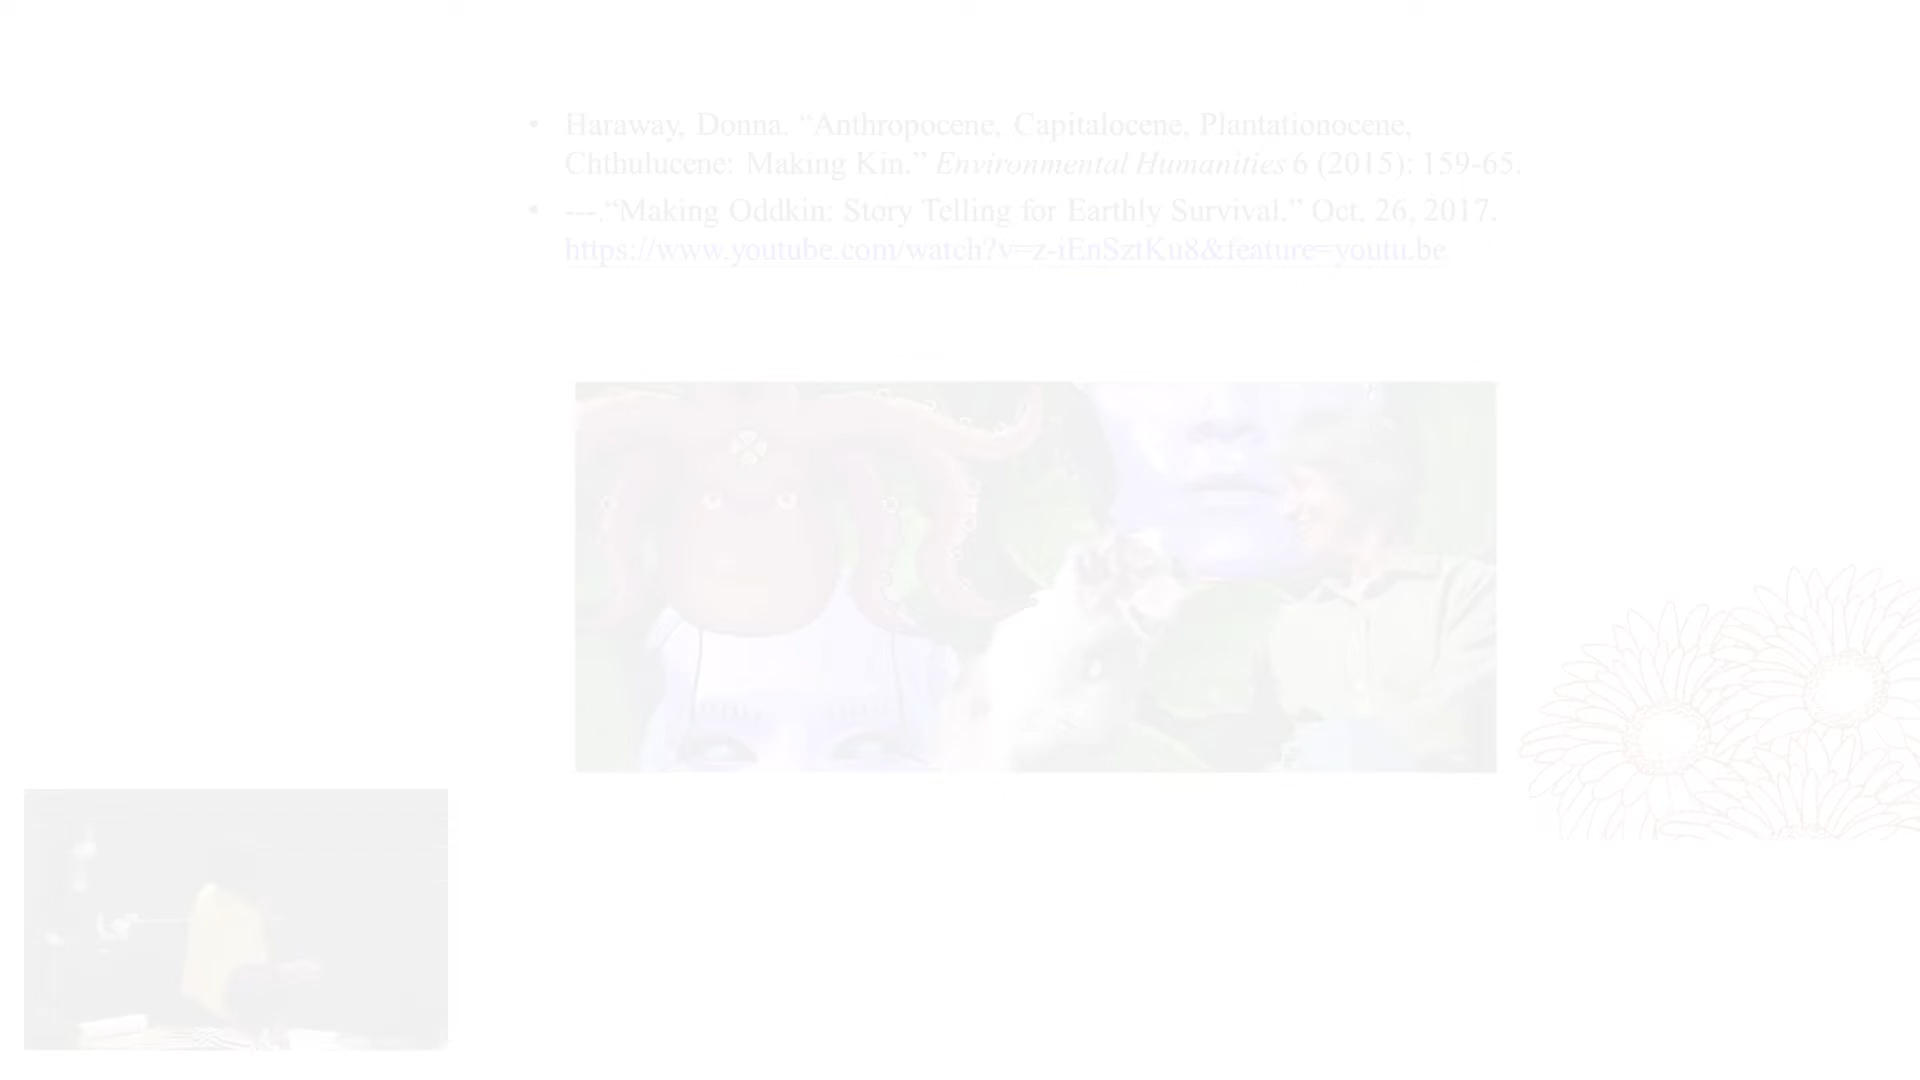 • Haraway, Donna. “Anthropocene, Capitalocene, Plantationocene,
Chthulucene: Making Kin.” Environmental Humanities 6 (2015): 159-65.
• ---.“Making Oddkin: Story Telling for Earthly Survival.” Oct. 26, 2017.
https://www.youtube.com/watch?v=z-iEnSztKu8&feature=youtu.be